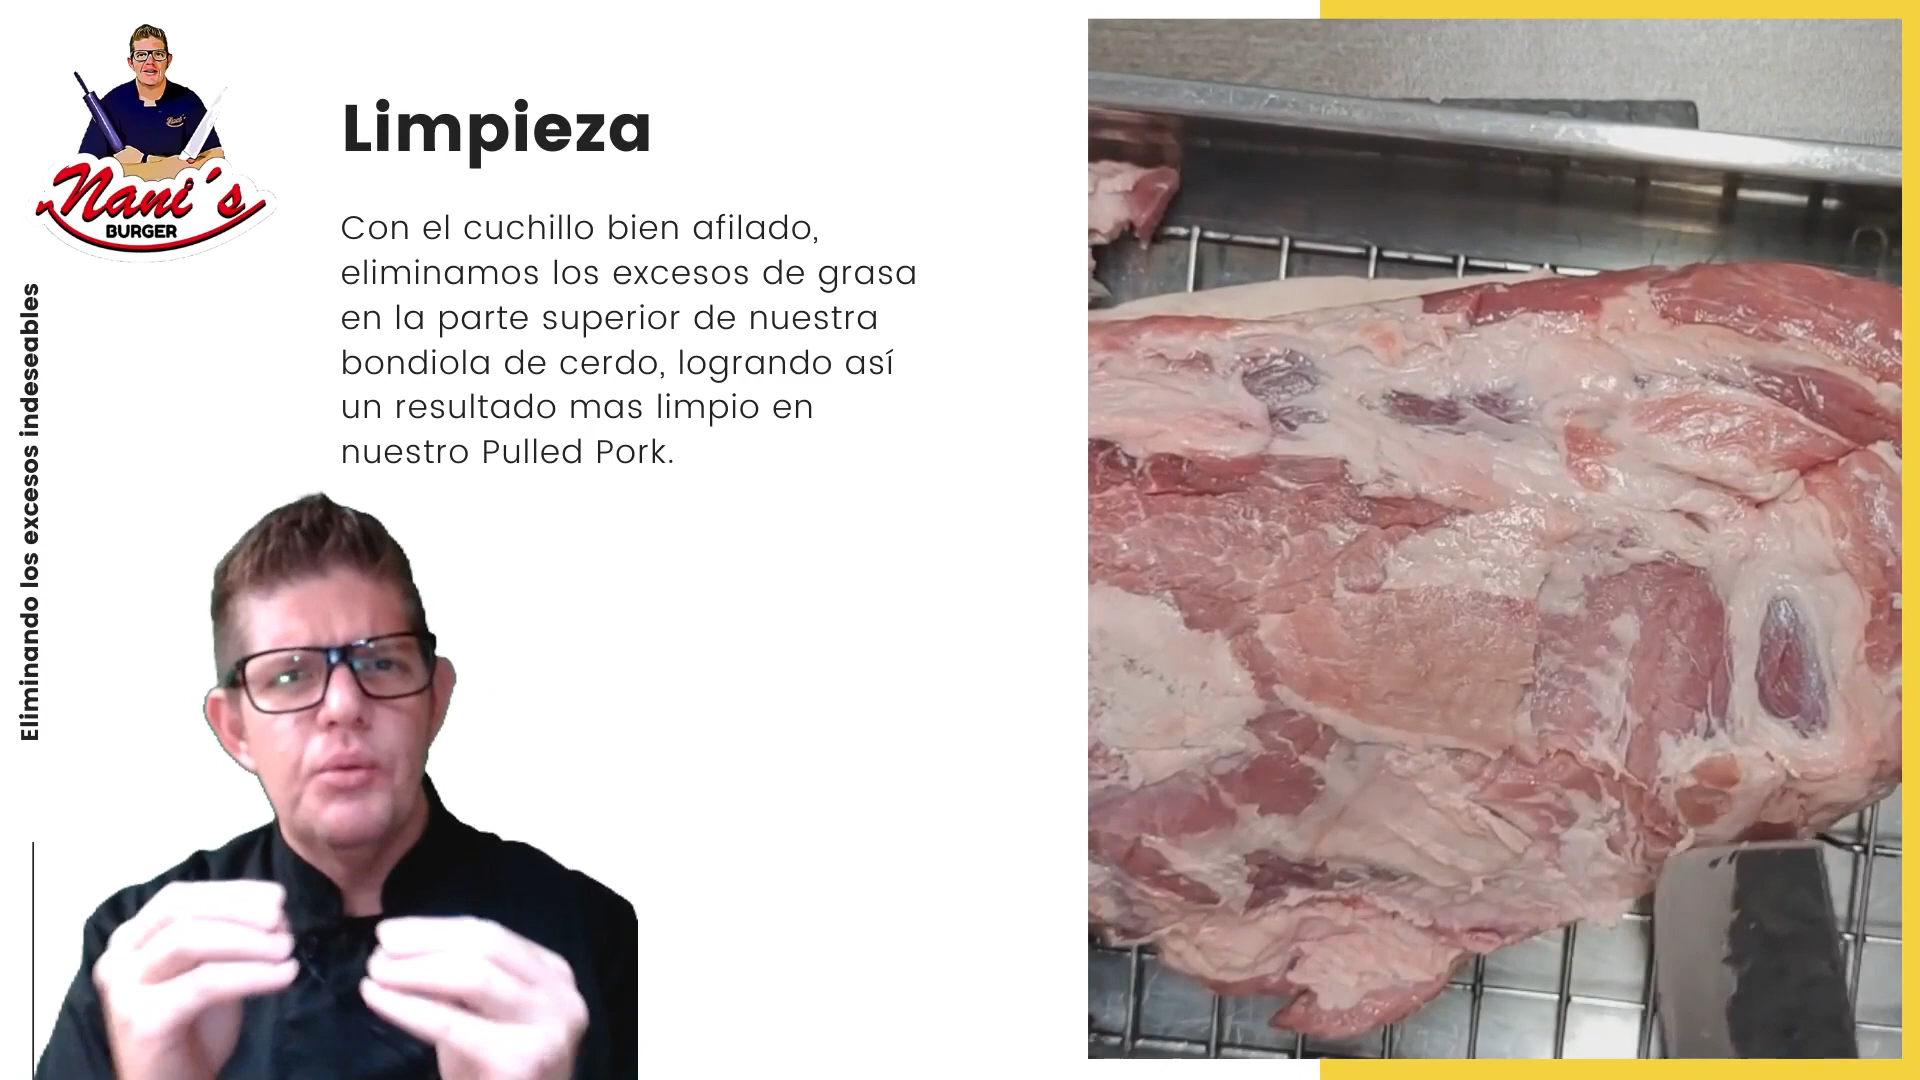 Nani´s
BURGER
Limpieza
Con el cuchillo bien afilado,
eliminamos los excesos de grasa
en la parte superior de nuestra
bondiola de cerdo, logrando así
un resultado mas limpio en
nuestro Pulled Pork.
Eliminando los excesos indeseables